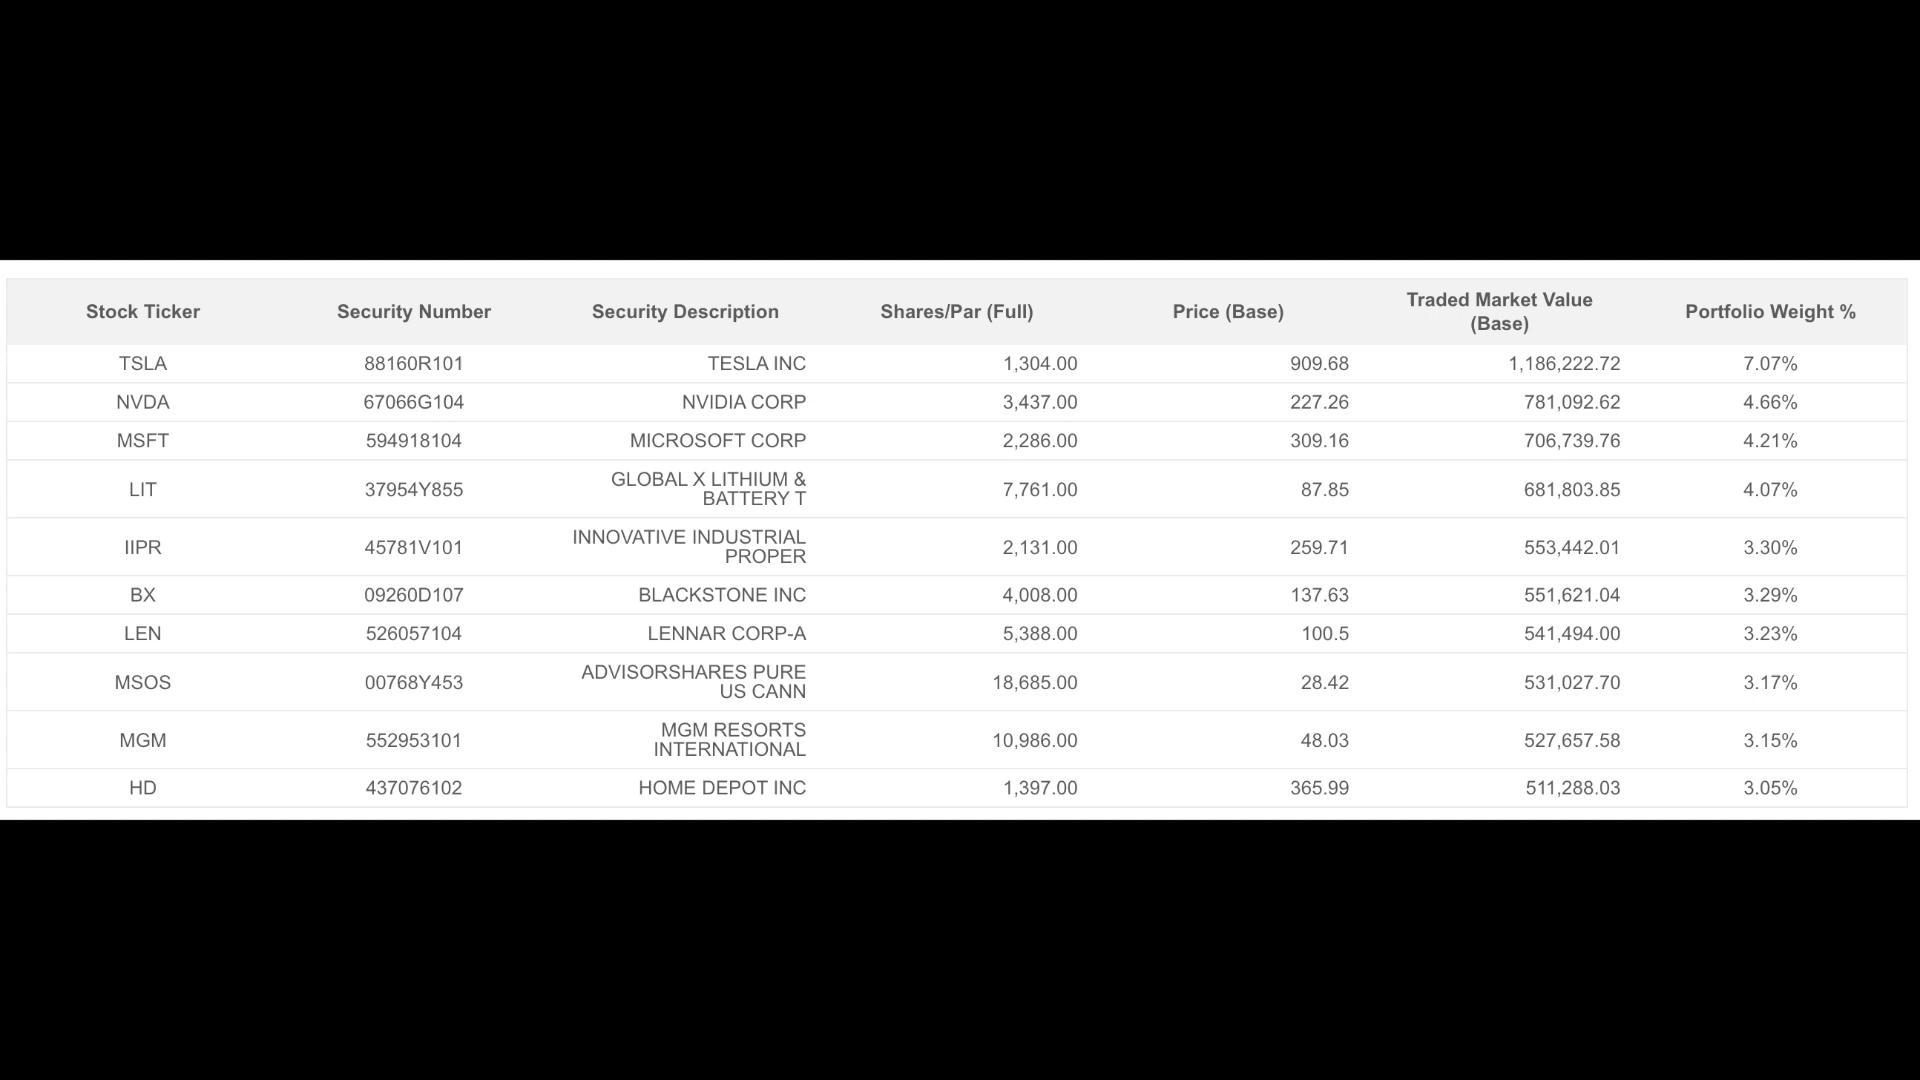 Stock Ticker Security Number Security Description Shares/Par (Full) Price (Base) Traded Market Value (Base) Portfolio Weight %
TSLA 88160R101 TESLA INC 1,304.00 909.68 1,186,222.72 7.07%
NVDA 67066G104 NVIDIA CORP 3,437.00 227.26 781,092.62 4.66%
MSFT 594918104 MICROSOFT CORP 2,286.00 309.16 706,739.76 4.21%
LIT 37954Y855 GLOBAL X LITHIUM & BATTERY T 7,761.00 87.85 681,803.85 4.07%
IIPR 45781V101 INNOVATIVE INDUSTRIAL PROPER 2,131.00 259.71 553,442.01 3.30%
BX 09260D107 BLACKSTONE INC 4,008.00 137.63 551,621.04 3.29%
LEN 526057104 LENNAR CORP-A 5,388.00 100.5 541,494.00 3.23%
MSOS 00768Y453 ADVISORSHARES PURE US CANN 18,685.00 28.42 531,027.70 3.17%
MGM 552953101 MGM RESORTS INTERNATIONAL 10,986.00 48.03 527,657.58 3.15%
HD 437076102 HOME DEPOT INC 1,397.00 365.99 511,288.03 3.05%